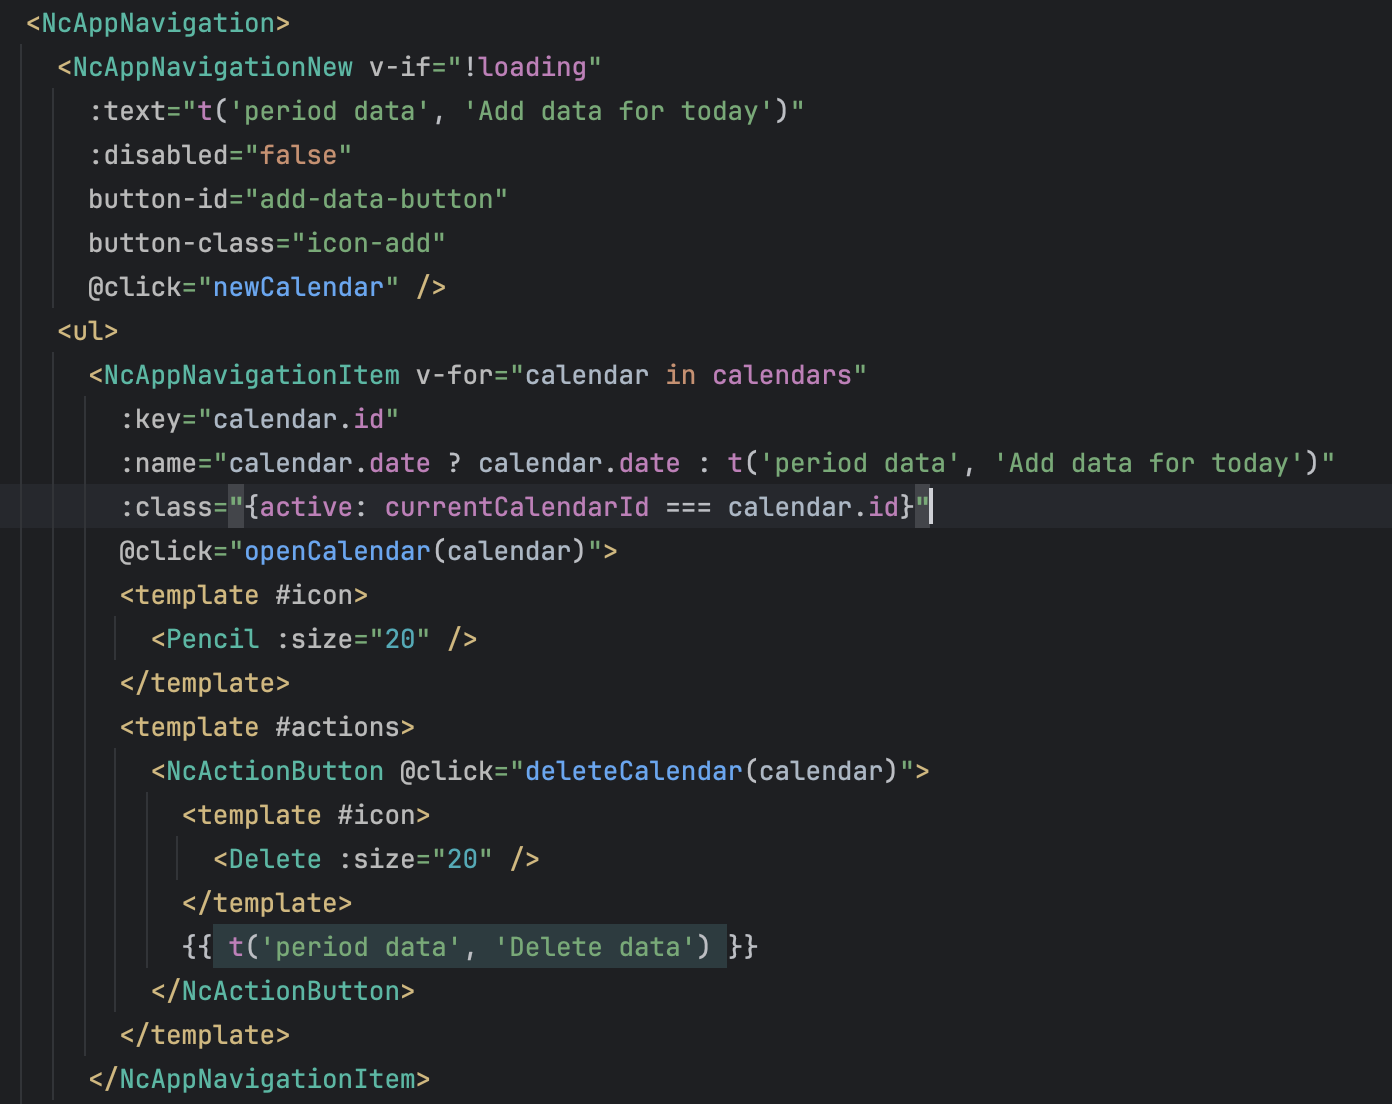 <NcAppNavigation>
<NcAppNavigationNew v-if="!loading"
:text="t('period data', 'Add data for today')"
:disabled="false"
button-id="add-data-button"
button-class="icon-add"
@click="newCalendar" />
<ul>
<NcAppNavigationItem v-for="calendar in calendars"
:key="calendar.id"
:name="calendar.date ? calendar.date : t('period data', 'Add data for today')"
:class="{active: currentCalendarId === calendar.id}"
@click="openCalendar(calendar)">
<template #icon>
<Pencil :size="20" />
</template>
<template #actions>
<NcActionButton @click="deleteCalendar(calendar)">
<template #icon>
<Delete :size="20" />
</template>
{{ t('period data', 'Delete data') }}
</NcActionButton>
</template>
</NcAppNavigationItem>